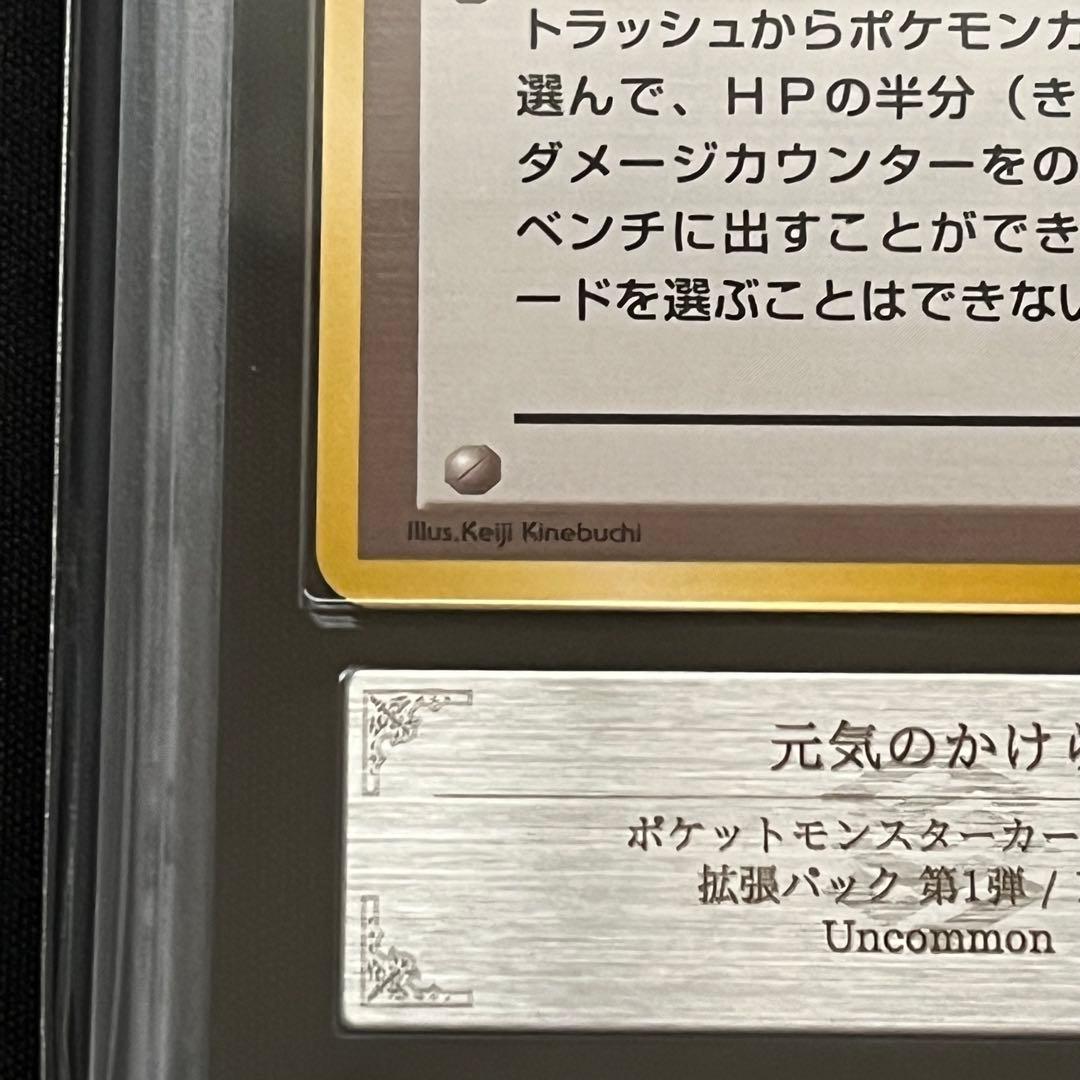 トラッシュからポケモンカ
選んで、ＨＰの半分（き
ダメージカウンターをの
ベンチに出すことができ
ードを選ぶことはできない
Illus.Keiji Kinebuchi
元気のかけら
ポケットモンスターカー
拡張パック 第1弾 /
Uncommon